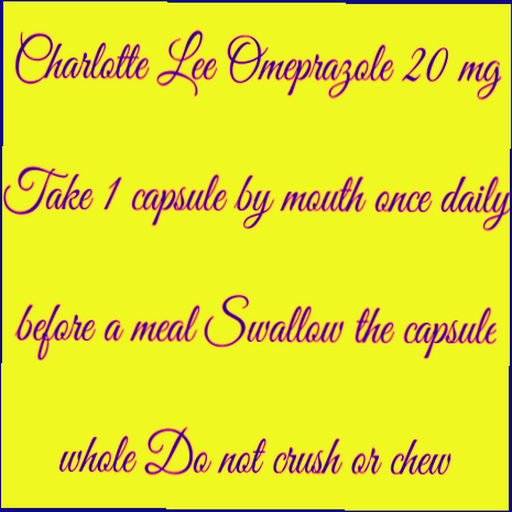 Charlotte Lee Omeprazole 20 mg
Take 1 capsule by mouth once daily
before a meal Swallow the capsule
whole Do not crush or chew